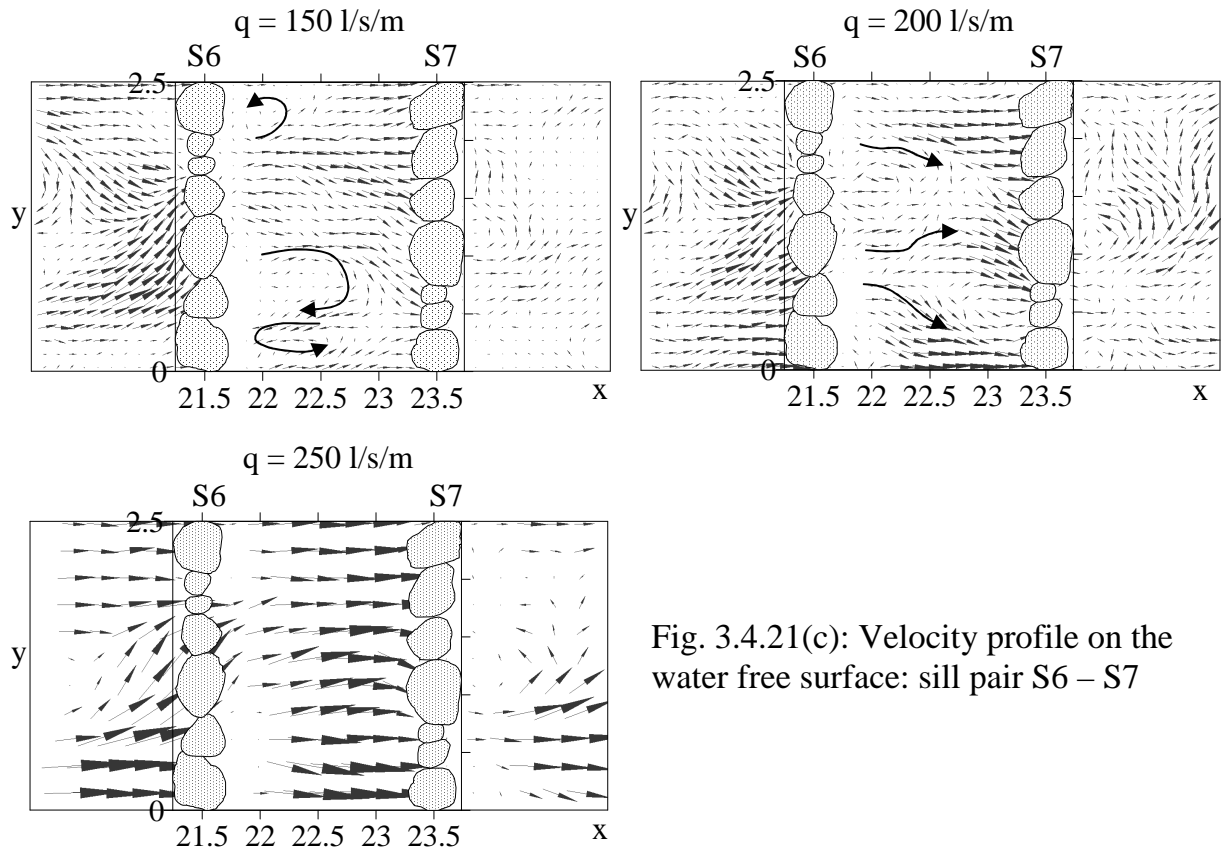 q = 150 l/s/m
S6 S7
2.5
y
0
21.5 22 22.5 23 23.5 x
q = 200 l/s/m
S6 S7
2.5
y
0
21.5 22 22.5 23 23.5 x
q = 250 l/s/m
S6 S7
2.5
y
0
21.5 22 22.5 23 23.5 x
Fig. 3.4.21(c): Velocity profile on the
water free surface: sill pair S6 – S7